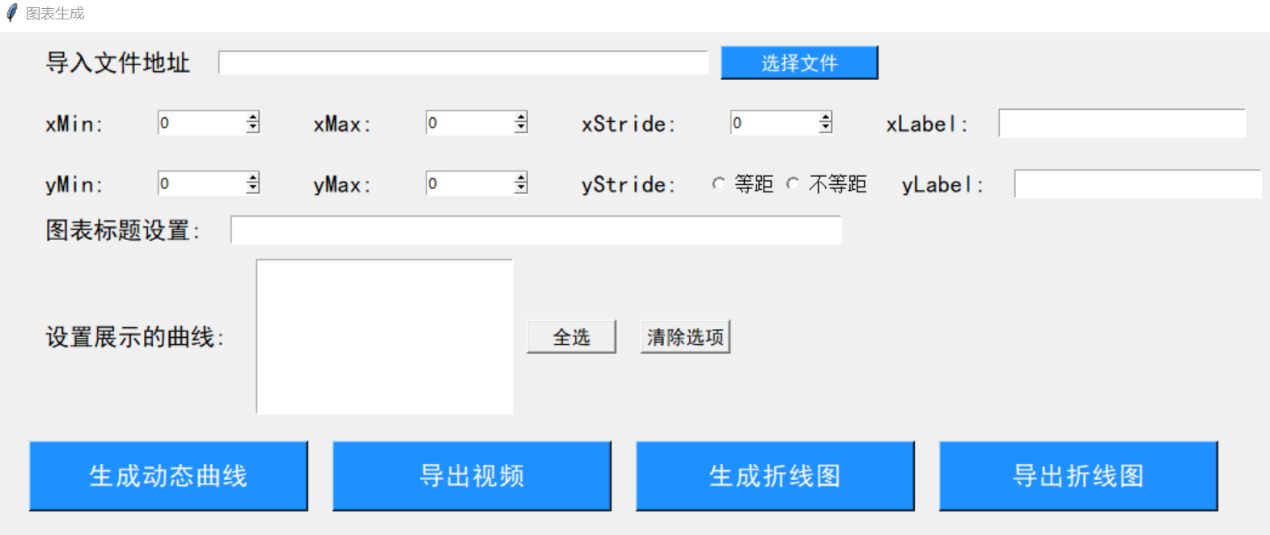 图表生成
导入文件地址 选择文件
xMin: 0 xMax: 0 xStride: 0 xLabel:
yMin: 0 yMax: 0 yStride: 等距 不等距 yLabel:
图表标题设置:
设置展示的曲线: 全选 清除选项
生成动态曲线 导出视频 生成折线图 导出折线图